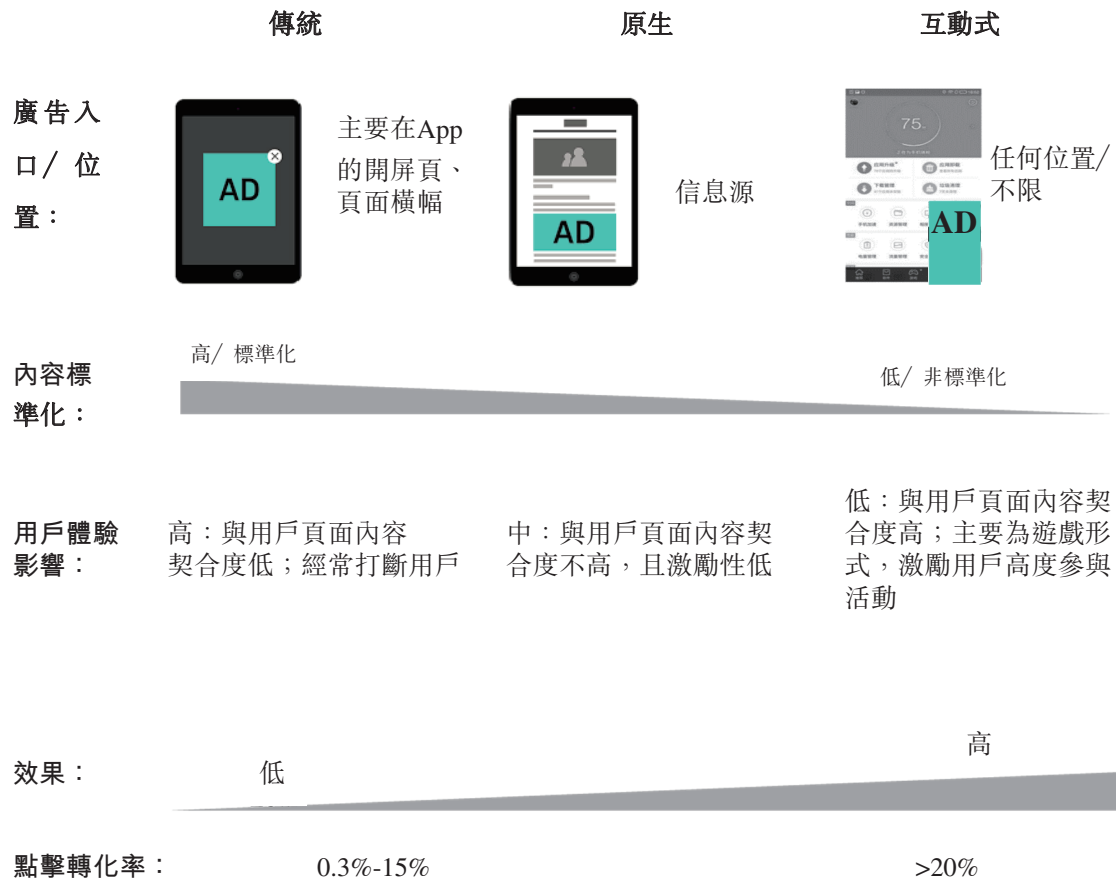 傳統
原生
互動式
廣告入
口/ 位
置：
AD
主要在App
的開屏頁、
頁面橫幅
AD
信息源
75
AD
任何位置/
不限
內容標
準化：
高/ 標準化
低/ 非標準化
用戶體驗
影響：
高：與用戶頁面內容
契合度低；經常打斷用戶
中：與用戶頁面內容契
合度不高，且激勵性低
低：與用戶頁面內容契
合度高；主要為遊戲形
式，激勵用戶高度參與
活動
效果：
低
高
點擊轉化率：
0.3%-15%
>20%